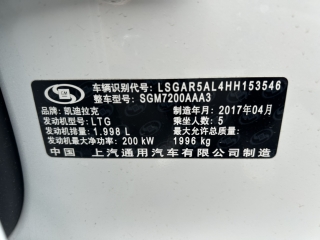 车辆识别代号: LSGAR5AL4HH153546
整车型号: SGM7200AAA3
品牌: 凯迪拉克 制造年月: 2017年04月
发动机型号: LTG 乘坐人数: 5
发动机排量: 1.998 L 最大允许总质量:
发动机最大净功率: 200 kW 1996 kg
中国 上汽通用汽车有限公司制造